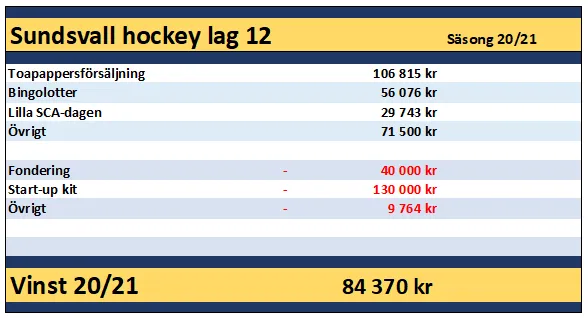 Sundsvall hockey lag 12 Säsong 20/21
Toapappersförsäljning 106 815 kr
Bingolotter 56 076 kr
Lilla SCA-dagen 29 743 kr
Övrigt 71 500 kr
Fondering - 40 000 kr
Start-up kit - 130 000 kr
Övrigt - 9 764 kr
Vinst 20/21 84 370 kr